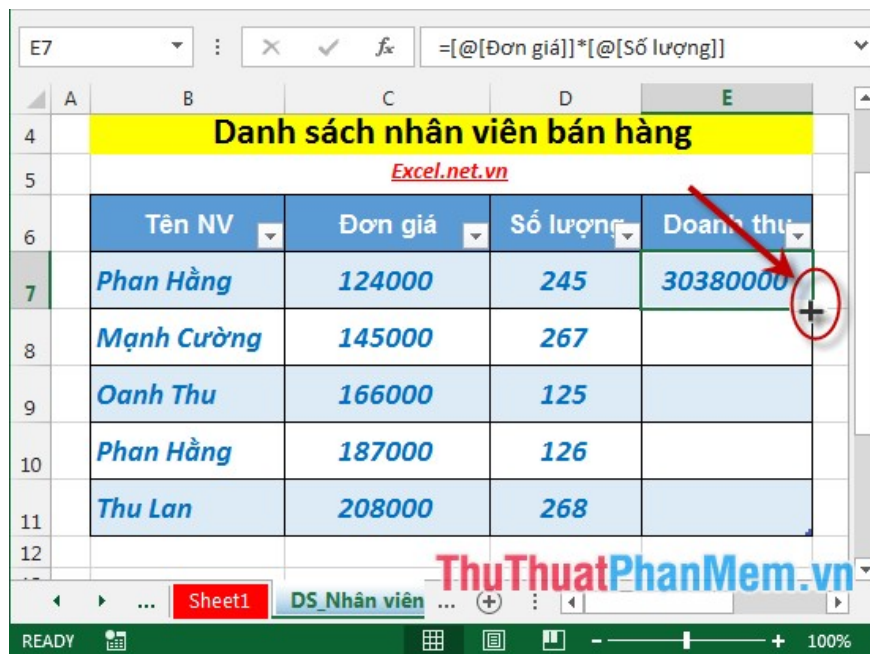 E7 fx =[@[Đơn giá]]*[@[Số lượng]]
A B C D E
4 Danh sách nhân viên bán hàng
5 Excel.net.vn
6 Tên NV Đơn giá Số lượng Doanh thu
7 Phan Hằng 124000 245 30380000
8 Mạnh Cường 145000 267
9 Oanh Thu 166000 125
10 Phan Hằng 187000 126
11 Thu Lan 208000 268
12
ThuThuatPhanMem.vn
... Sheet1 DS_Nhân viên ...
READY 100%